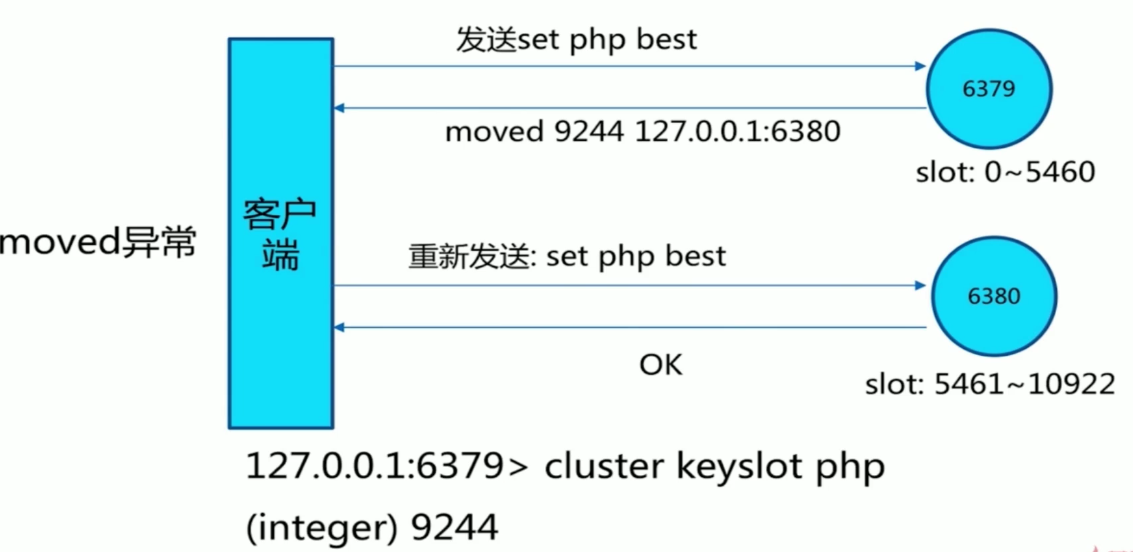 发送set php best
6379
moved 9244 127.0.0.1:6380
slot: 0~5460
客户
端
moved异常
重新发送: set php best
6380
OK
slot: 5461~10922
127.0.0.1:6379> cluster keyslot php
(integer) 9244